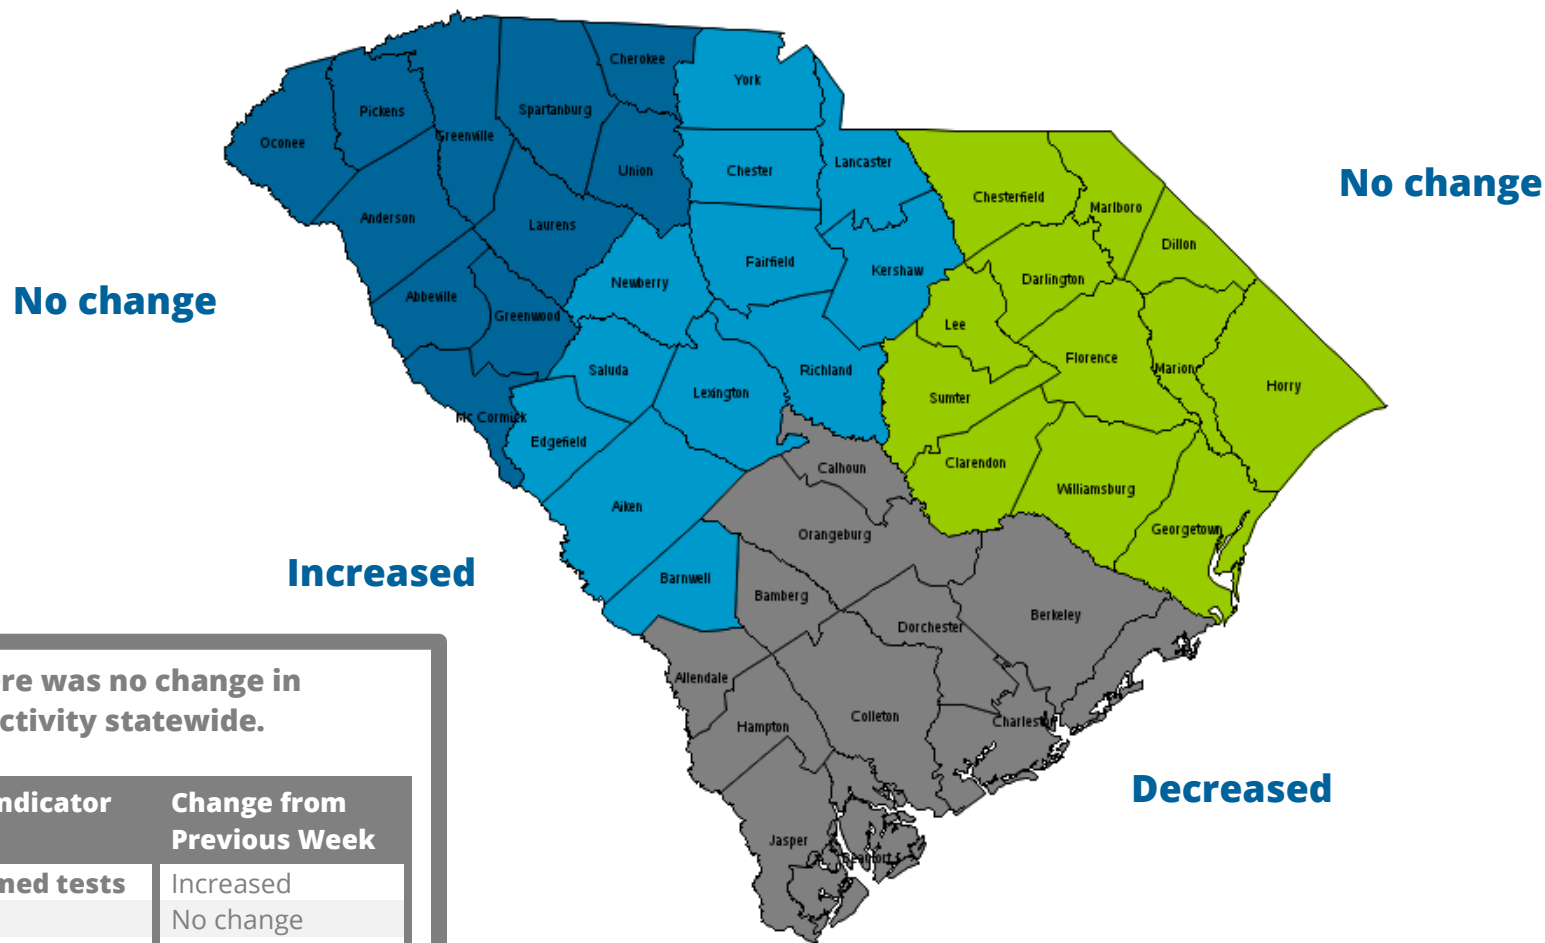 Cherokee
York
Spartanburg
Pickens
Greenville
Oconee
Union
Chester
Lancaster
No change
Chesterfield
Marlboro
Anderson
Laurens
Dillon
Fairfield
Kershaw
Newberry
Darlington
No change
Abbeville
Greenwood
Lee
Florence
Saluda
Richland
Marion
Horry
Lexington
Sumter
Mc Cormick
Edgefield
Clarendon
Calhoun
Williamsburg
Aiken
Orangeburg
Georgetown
Increased
Barnwell
Bamberg
Berkeley
Dorchester
Allendale
Hampton
Colleton
Charleston
Decreased
Jasper
Beaufort
re was no change in
ctivity statewide.
ndicator
Change from
Previous Week
ned tests
Increased
No change